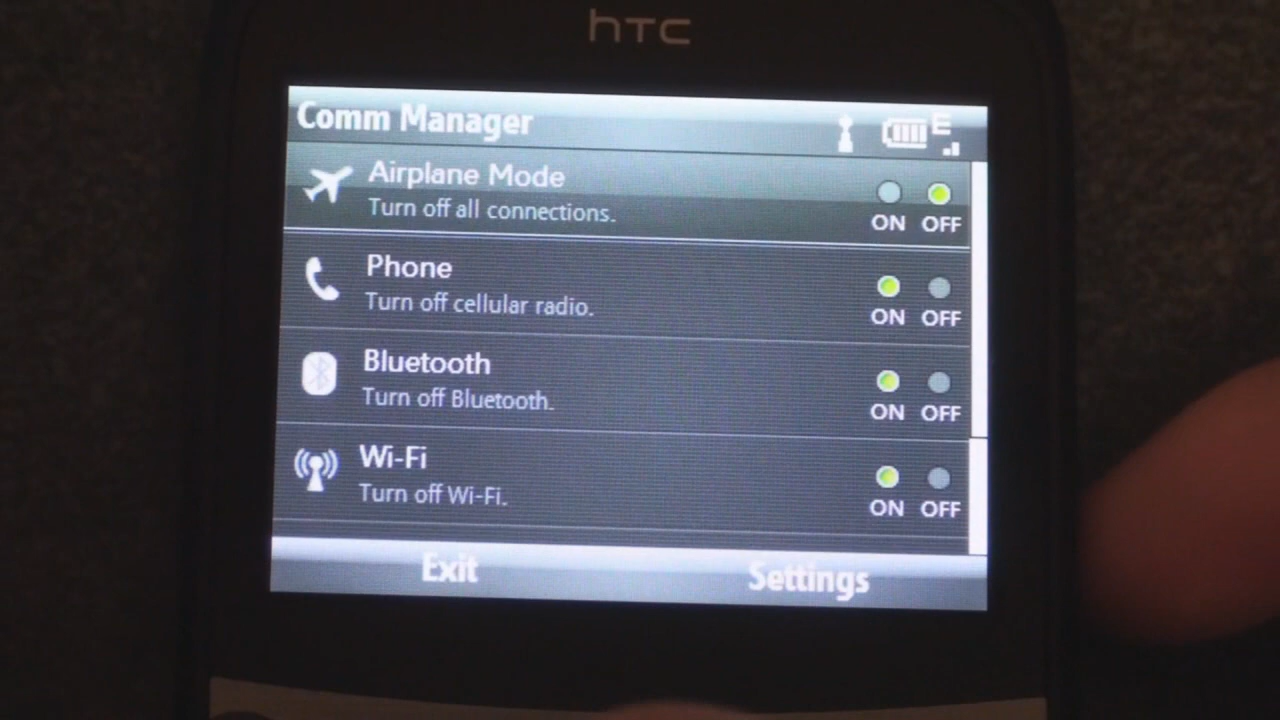 hTC
Comm Manager
E
Airplane Mode
Turn off all connections.
ON OFF
Phone
Turn off cellular radio.
ON OFF
Bluetooth
Turn off Bluetooth.
ON OFF
Wi-Fi
Turn off Wi-Fi.
ON OFF
Exit Settings